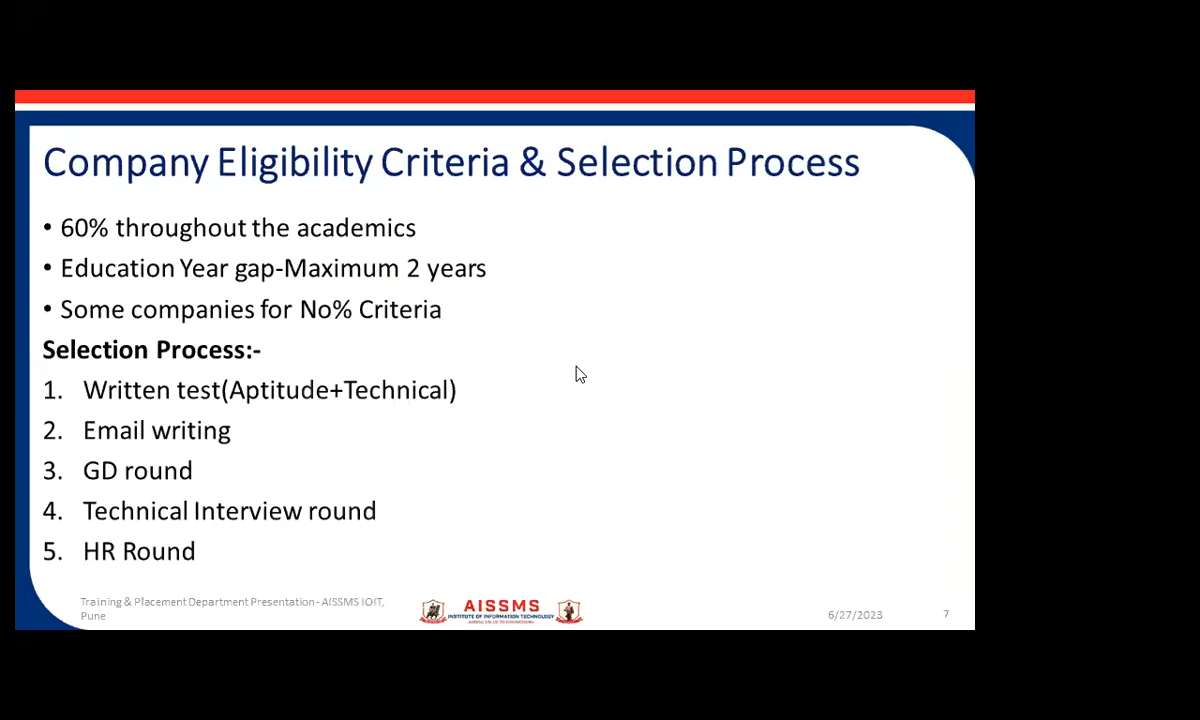 Company Eligibility Criteria & Selection Process
• 60% throughout the academics
• Education Year gap-Maximum 2 years
• Some companies for No% Criteria
Selection Process:-
1. Written test(Aptitude+Technical)
2. Email writing
3. GD round
4. Technical Interview round
5. HR Round
Training & Placement Department Presentation - AISSMS IOIT,
Pune
AISSMS
INSTITUTE OF INFORMATION TECHNOLOGY
6/27/2023
7